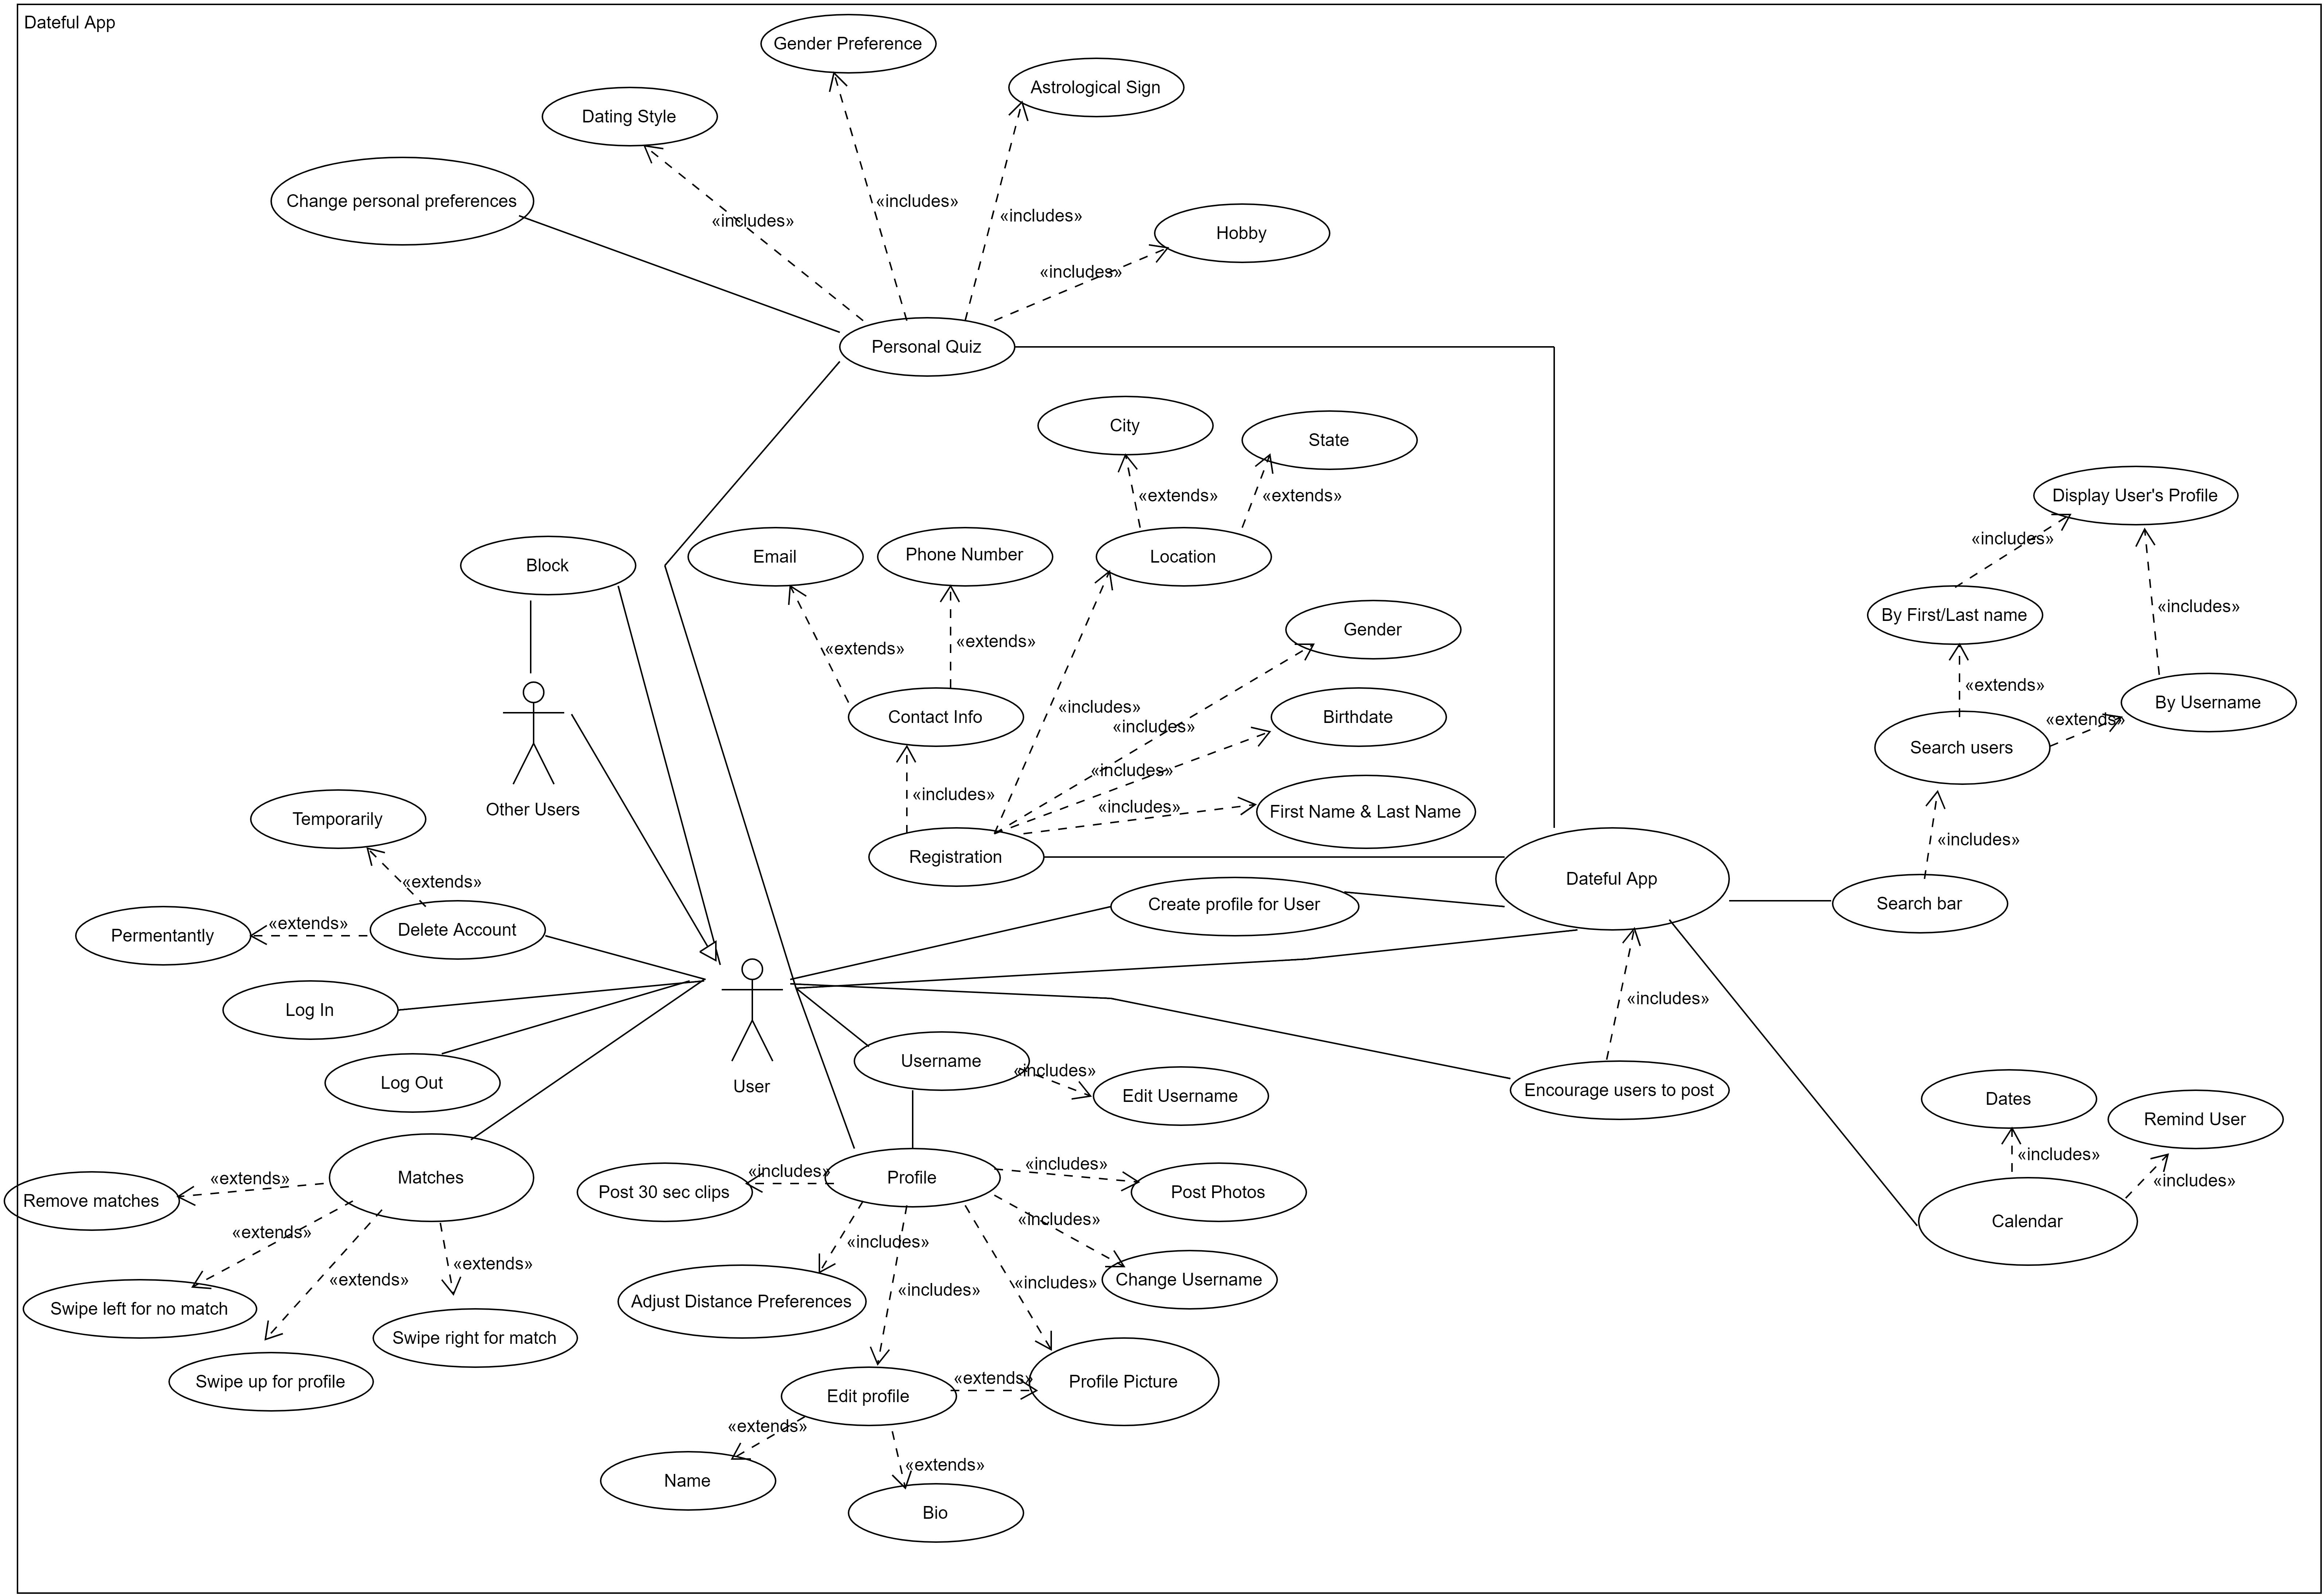 Dateful App
Gender Preference
Astrological Sign
Dating Style
Change personal preferences
«includes»
«includes»
«includes»
Hobby
«includes»
Personal Quiz
City
State
«extends»
«extends»
Display User's Profile
«includes»
Block
Email
Phone Number
Location
«includes»
By First/Last name
Gender
«extends»
«extends»
«extends»
«extends»
By Username
«includes»
Contact Info
«includes»
Birthdate
Search users
«includes»
«includes»
«includes»
First Name & Last Name
Other Users
Temporarily
«includes»
Registration
Dateful App
«extends»
Search bar
Create profile for User
«extends»
Permentantly
Delete Account
«includes»
Log In
User
Username
«includes»
Edit Username
Encourage users to post
Log Out
Dates
Remind User
«includes»
«includes»
Matches
«extends»
Remove matches
«includes»
Post 30 sec clips
Profile
«includes»
Post Photos
Calendar
«extends»
«includes»
«includes»
«extends»
«extends»
«includes»
«includes»
Change Username
Swipe left for no match
Adjust Distance Preferences
Swipe right for match
Swipe up for profile
Edit profile
«extends»
Profile Picture
«extends»
«extends»
Name
Bio